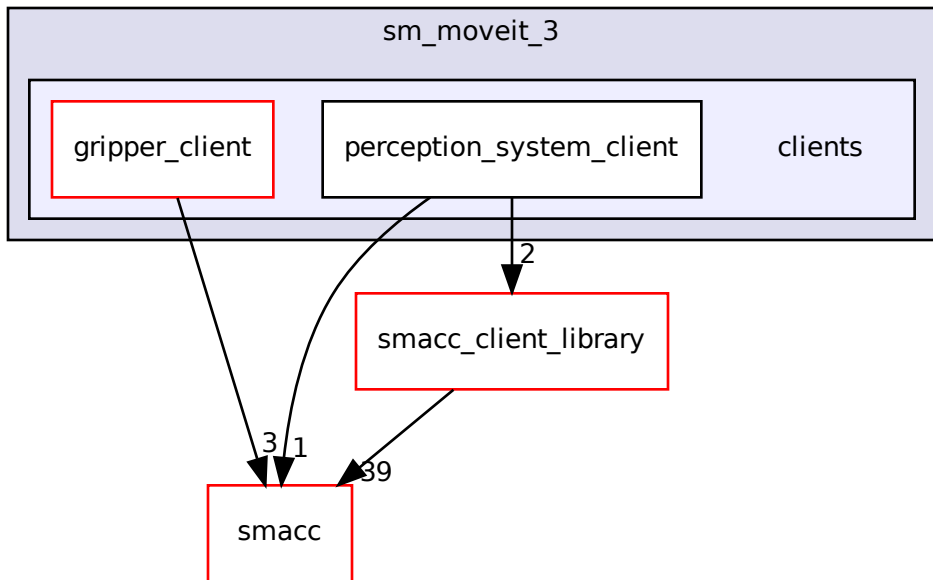 sm_moveit_3
gripper_client
perception_system_client
clients
2
smacc_client_library
3
1
39
smacc